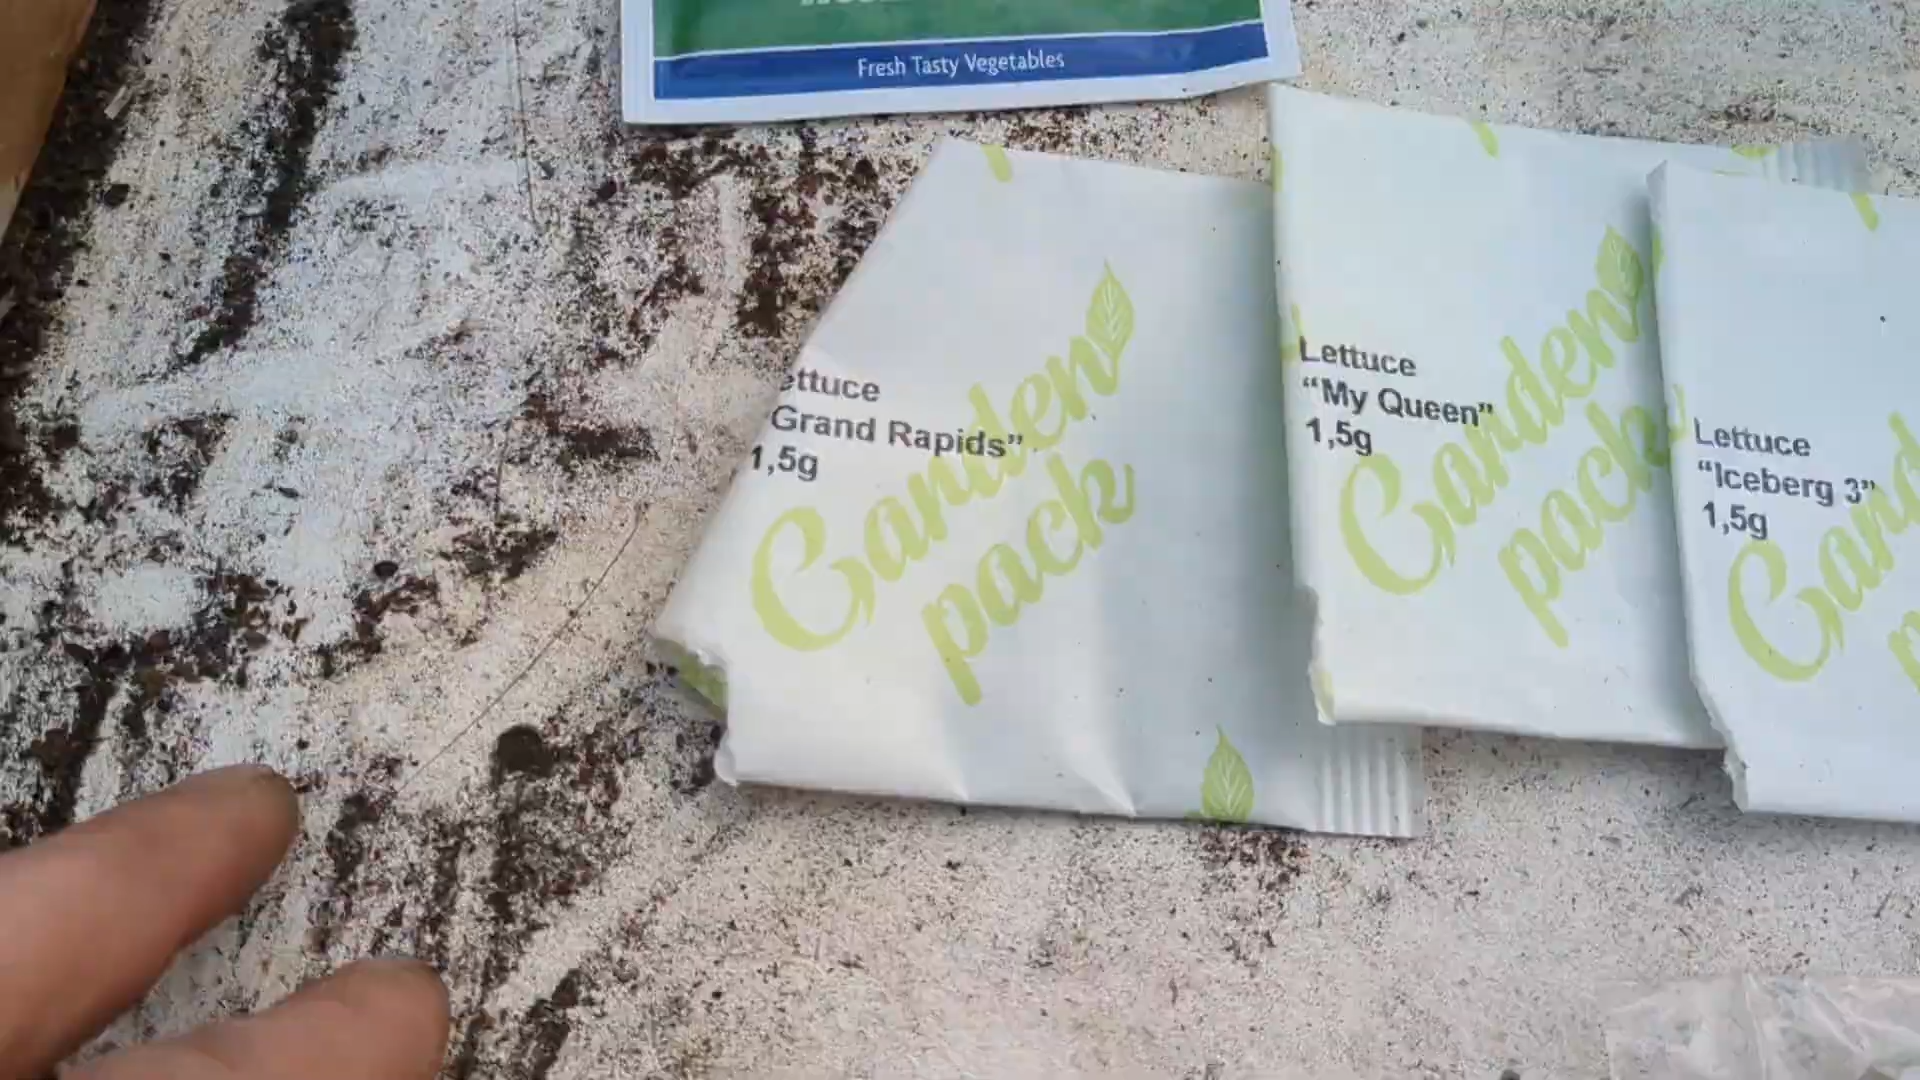 Fresh Tasty Vegetables
ettuce
Grand Rapids”
1,5g
Garden
pack
Lettuce
“My Queen”
1,5g
Garden
pack
Lettuce
“Iceberg 3”
1,5g
Gard
p